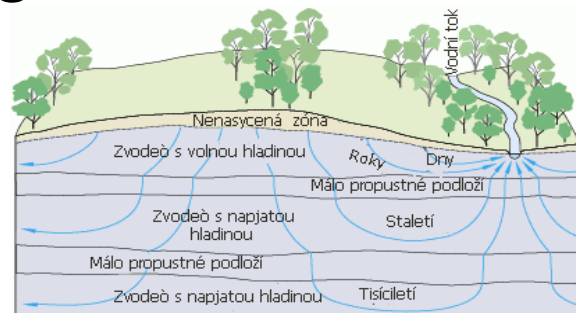 Vodní tok
Nenasycená zóna
Zvodeò s volnou hladinou
Roky
Dny
Málo propustné podloží
Zvodeò s napjatou
hladinou
Staletí
Málo propustné podloží
Zvodeò s napjatou hladinou
Tisíciletí